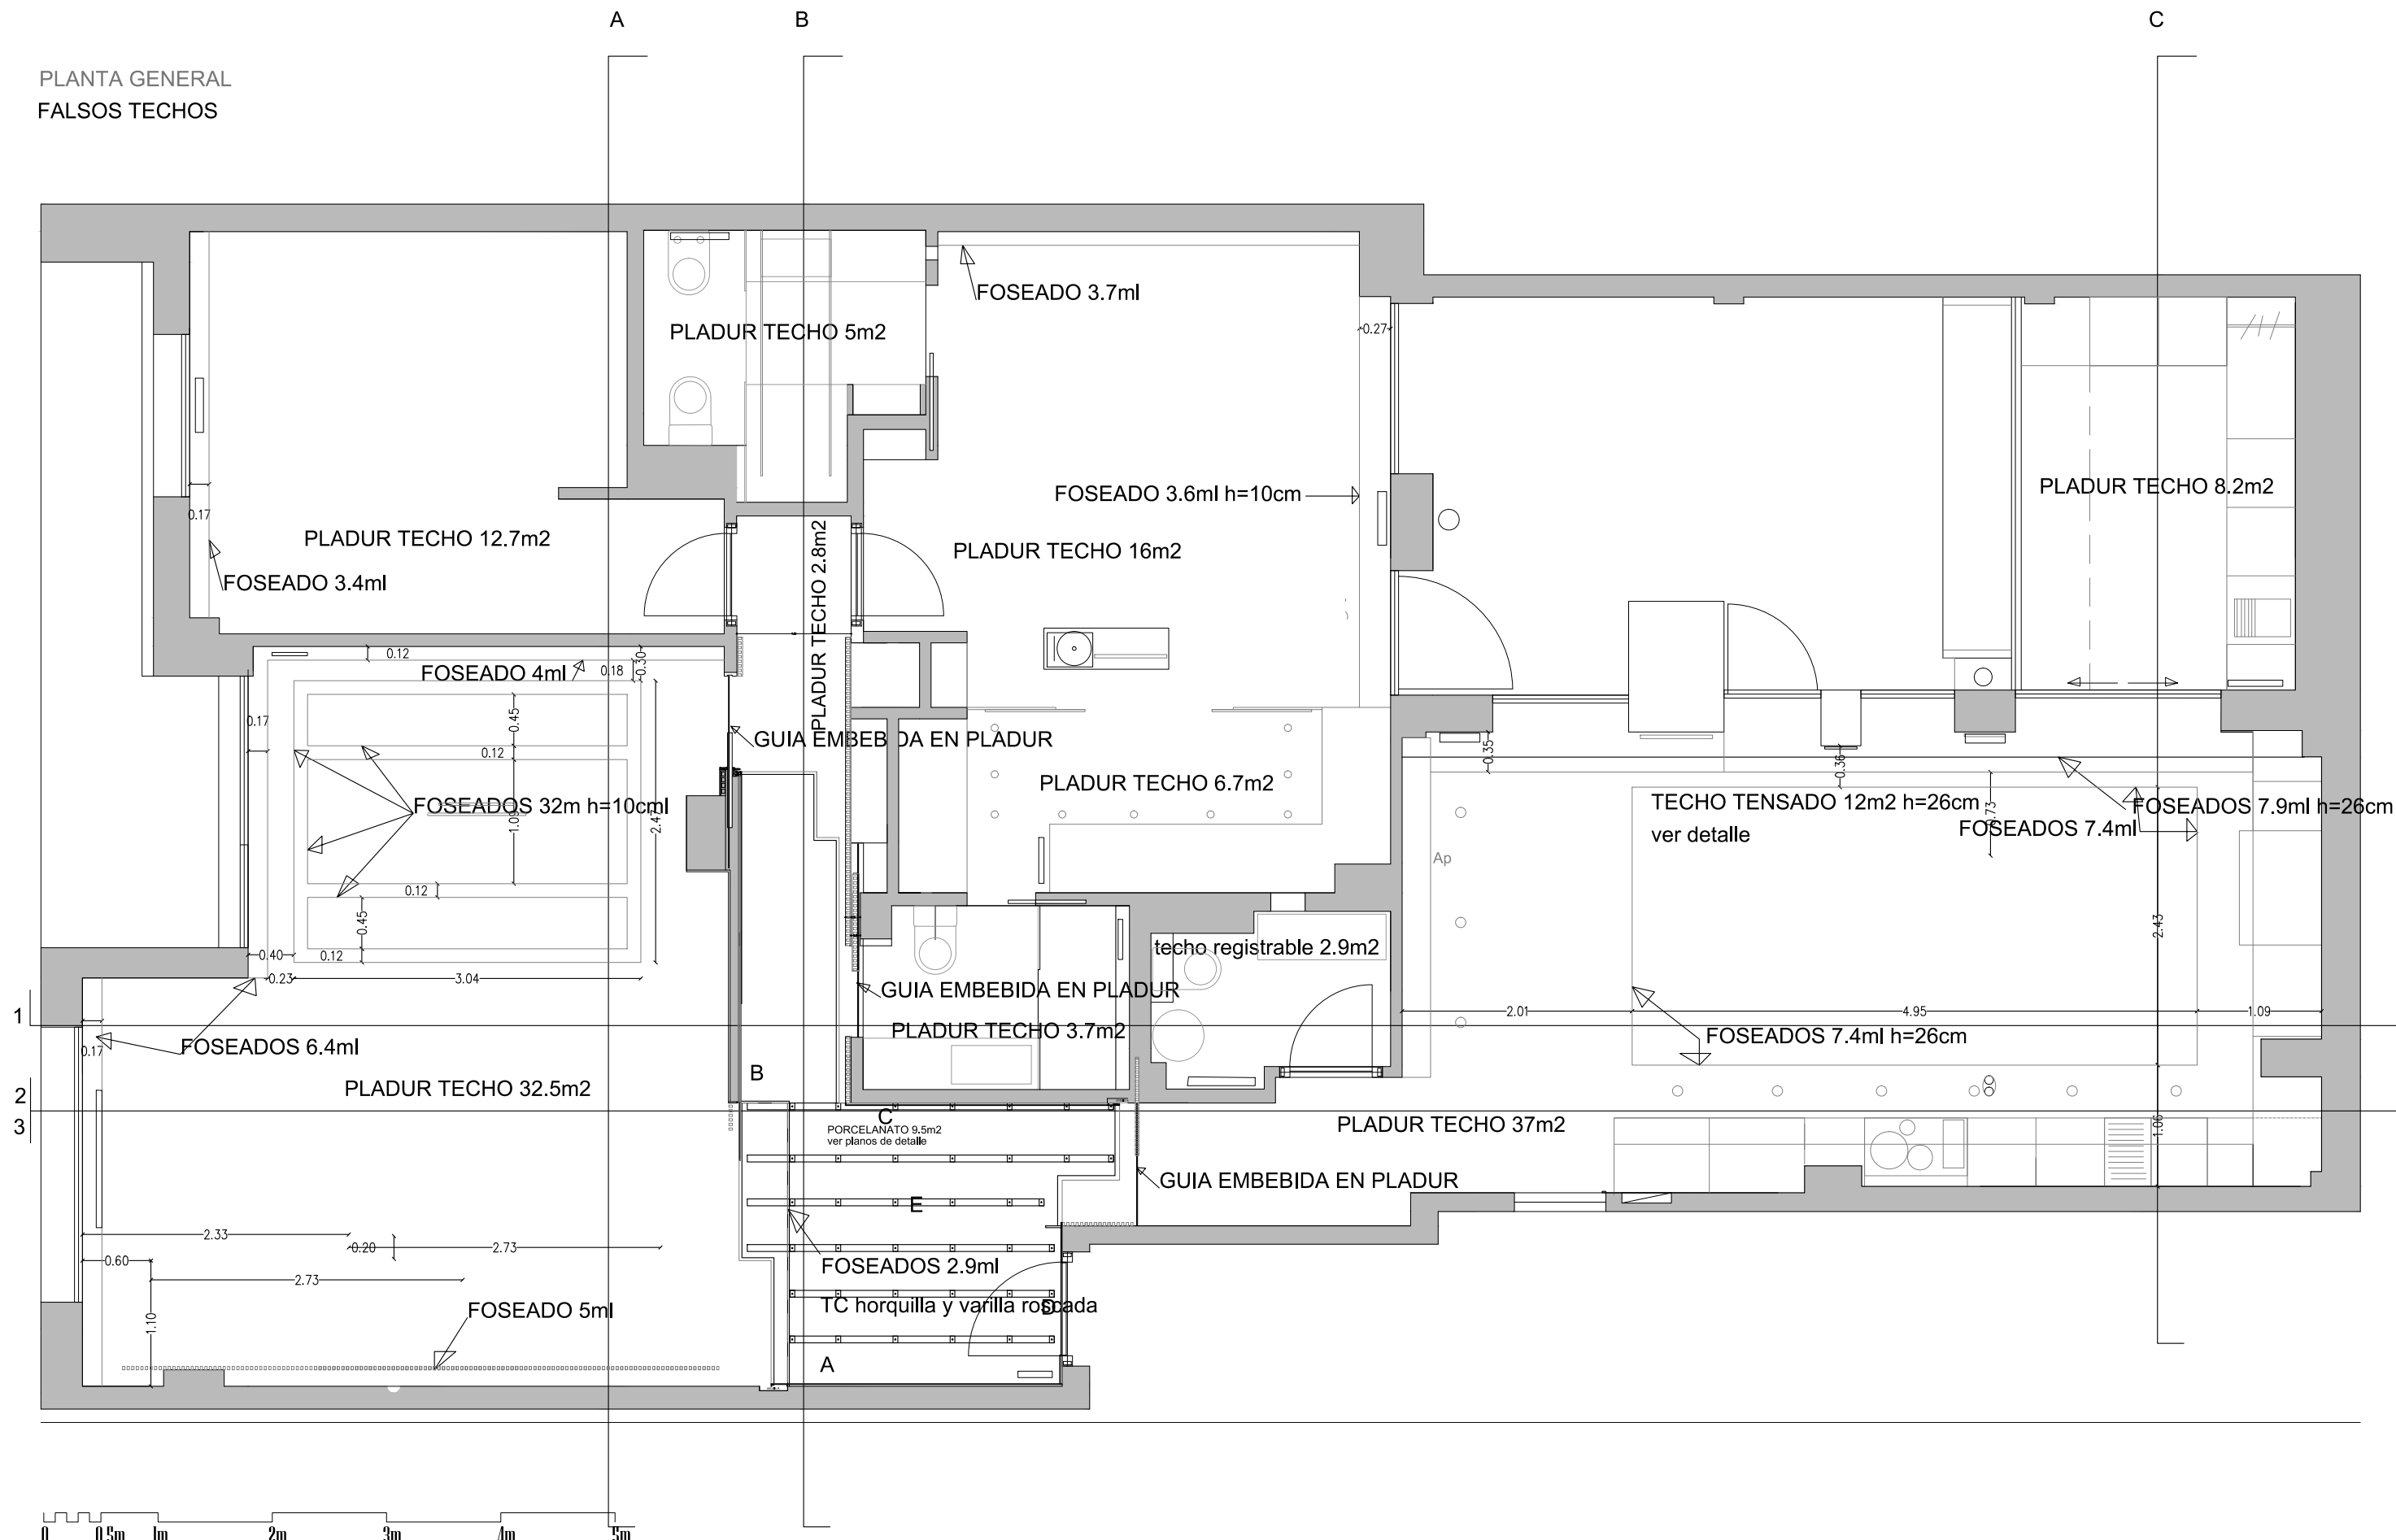 A
B
C
PLANTA GENERAL
FALSOS TECHOS
FOSEADO 3.7ml
PLADUR TECHO 5m2
0.27
PLADUR TECHO 8.2m2
FOSEADO 3.6ml h=10cm
0.17
PLADUR TECHO 12.7m2
PLADUR TECHO 16m2
PLADUR TECHO 2.8m2
FOSEADO 3.4ml
0.12
0.30
FOSEADO 4ml
0.18
0.17
0.45
GUIA EMBEBIDA EN PLADUR
0.12
0.35
0.36
PLADUR TECHO 6.7m2
TECHO TENSADO 12m2 h=26cm
ver detalle
0.73
FOSEADOS 7.9ml h=26cm
FOSEADOS 7.4ml
FOSEADOS 32m h=10cml
1.09
Ap
0.12
0.45
2.43
techo registrable 2.9m2
0.40
0.12
0.23
3.04
GUIA EMBEBIDA EN PLADUR
2.01
4.95
1.09
1
PLADUR TECHO 3.7m2
FOSEADOS 7.4ml h=26cm
0.17
FOSEADOS 6.4ml
B
PLADUR TECHO 32.5m2
2
3
C
PORCELANATO 9.5m2
ver planos de detalle
PLADUR TECHO 37m2
1.06
GUIA EMBEBIDA EN PLADUR
E
2.33
0.20
2.73
0.60
2.73
FOSEADOS 2.9ml
1.10
FOSEADO 5ml
TC horquilla y varilla roscada
D
A
0
0.5m
1m
2m
3m
4m
5m